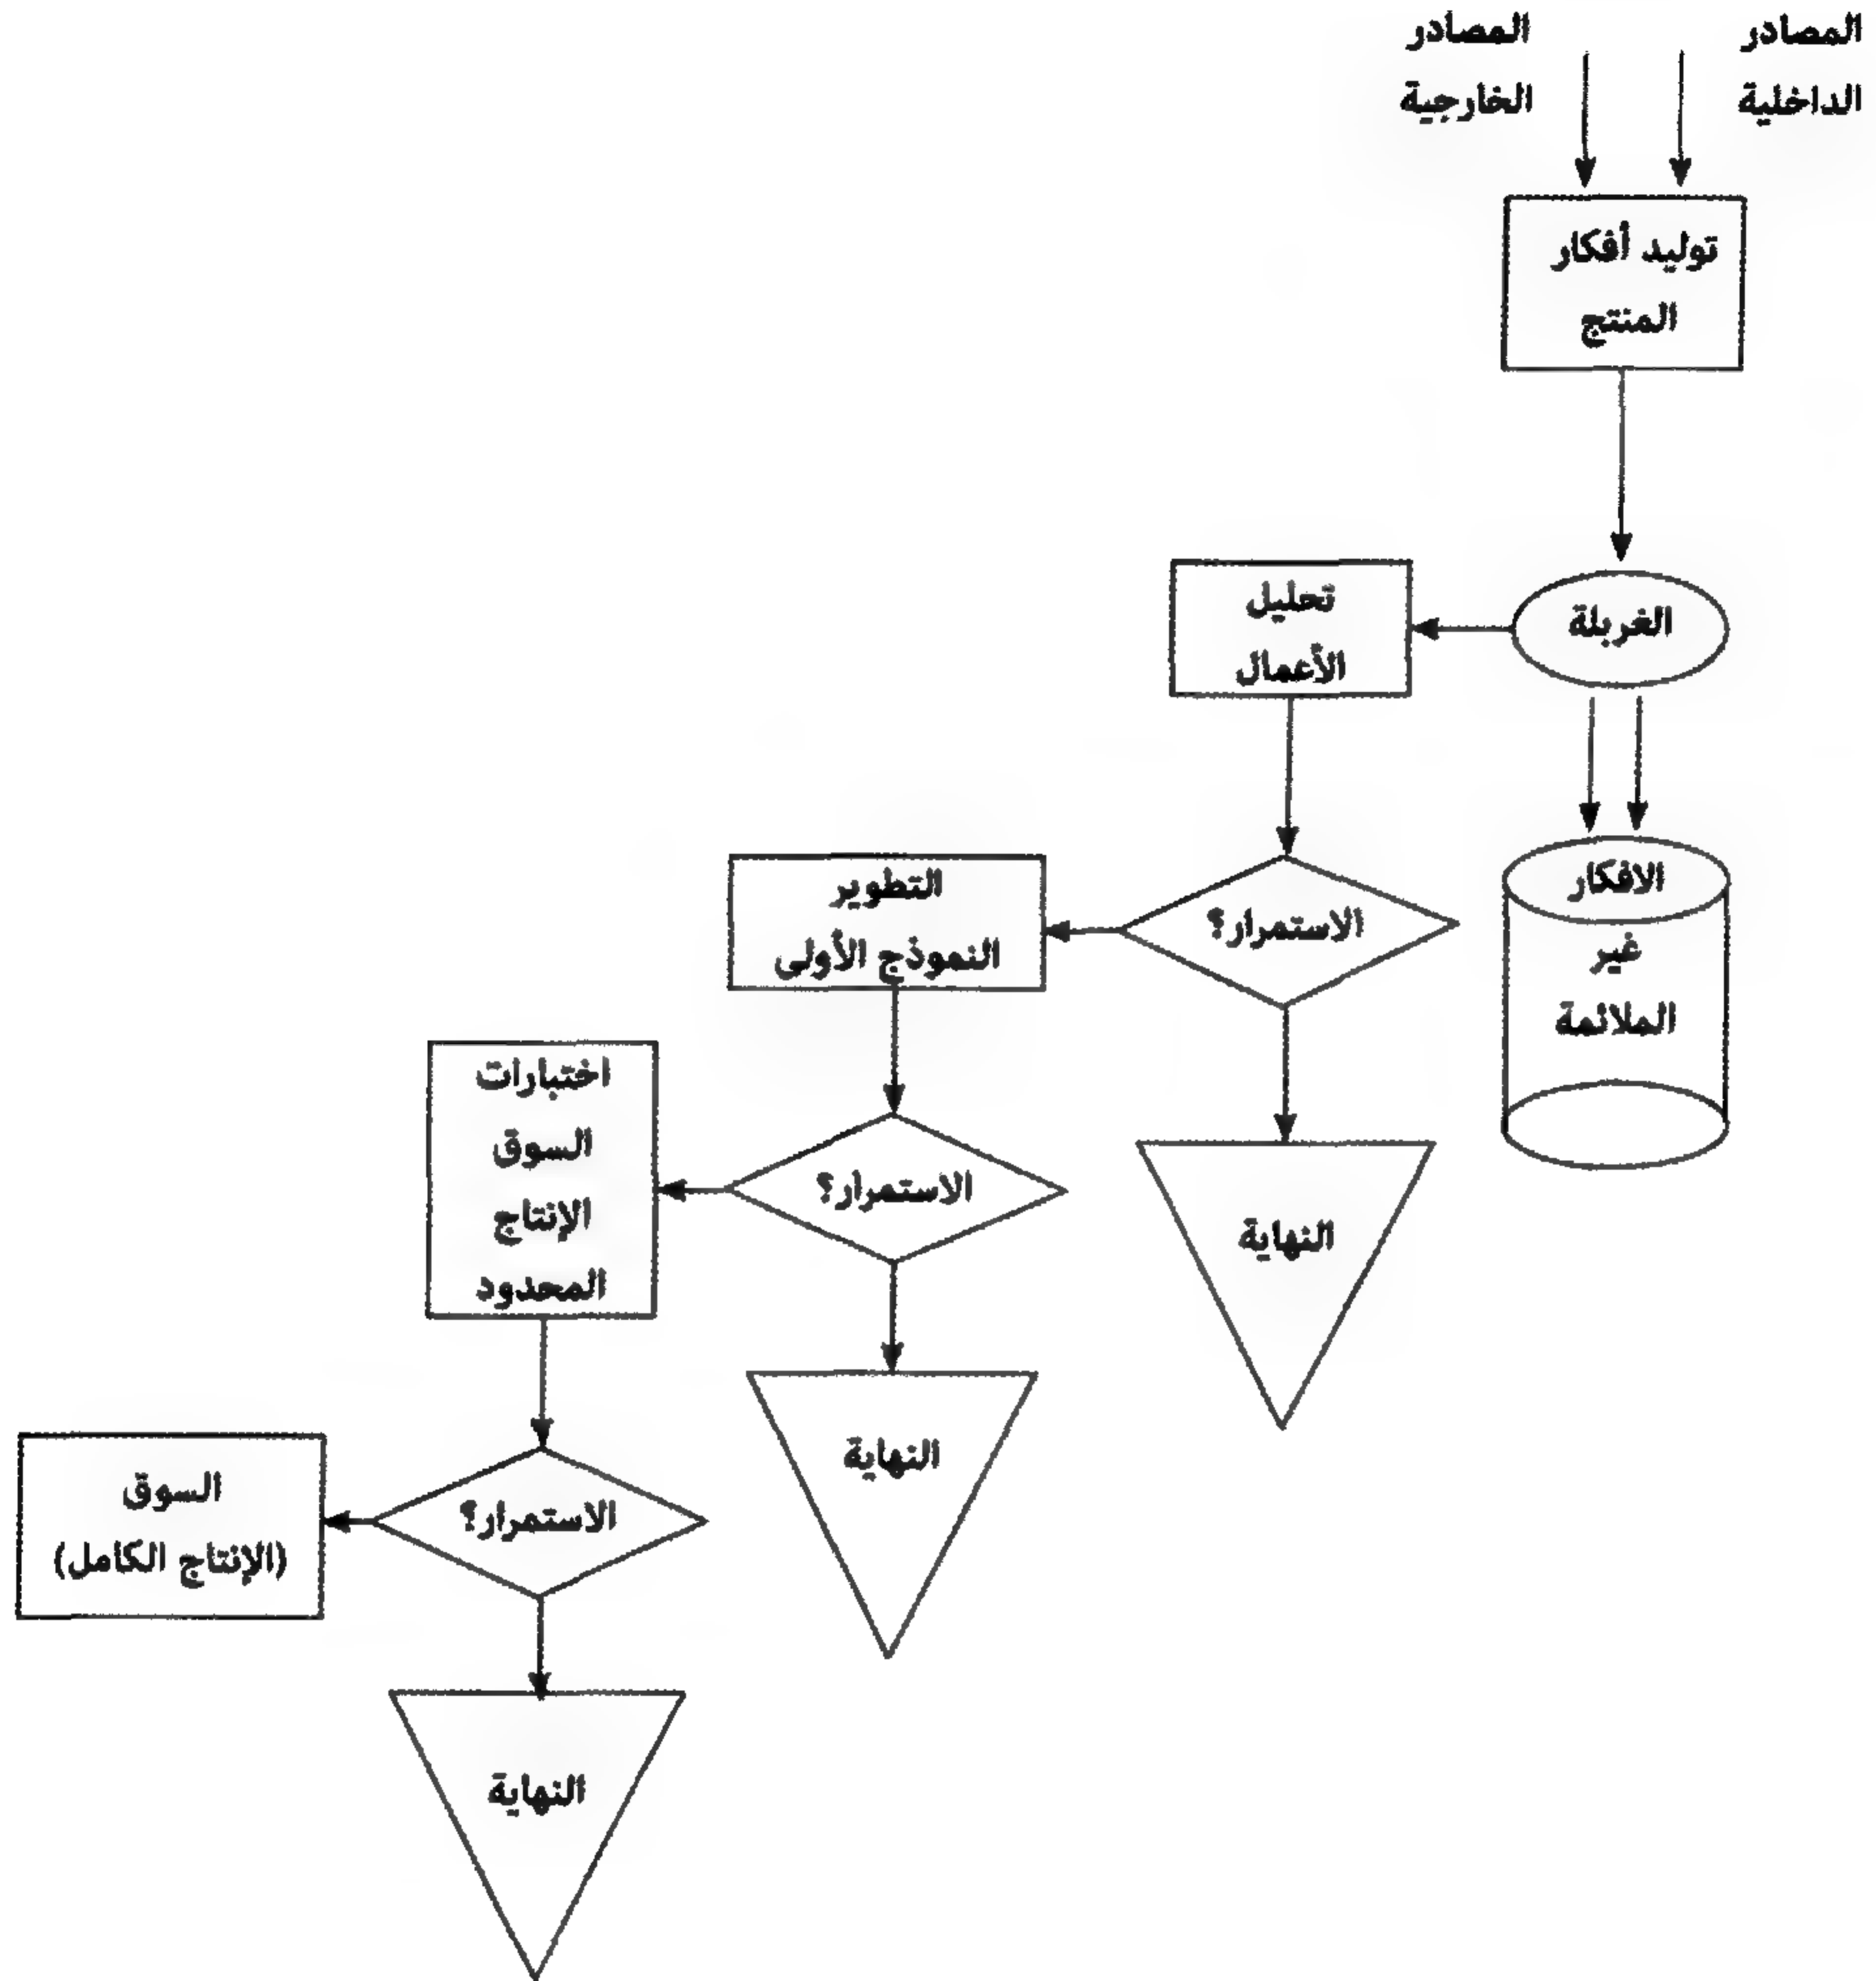 المصادر
الداخلية
المصادر
الخارجية
توليد أفكار
المنتج
الغربلة
تحليل
الأعمال
الافكار
غير
الملائمة
الاستمرار؟
التطوير
النموذج الأولى
النهاية
الاستمرار؟
اختبارات
السوق
الإنتاج
المحدود
النهاية
الاستمرار؟
السوق
(الإنتاج الكامل)
النهاية